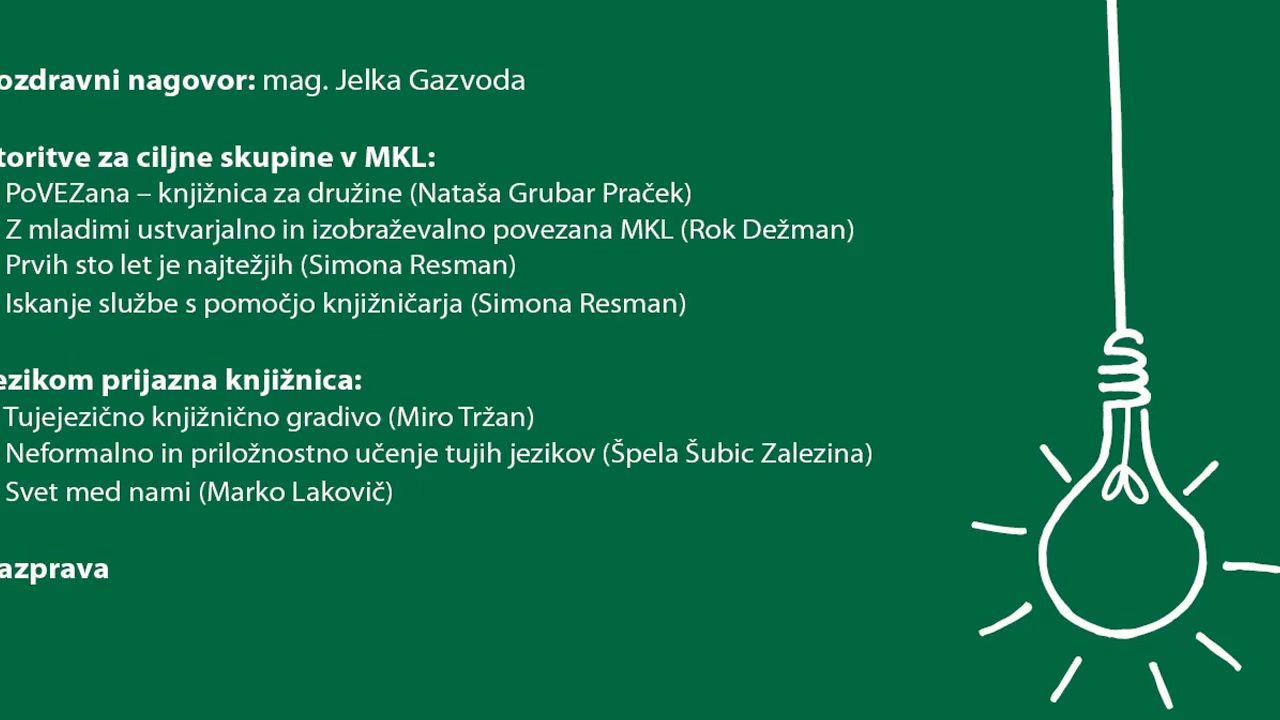 ozdravni nagovor: mag. Jelka Gazvoda
toritve za ciljne skupine v MKL:
PoVEZana – knjižnica za družine (Nataša Grubar Praček)
Z mladimi ustvarjalno in izobraževalno povezana MKL (Rok Dežman)
Prvih sto let je najtežjih (Simona Resman)
Iskanje službe s pomočjo knjižničarja (Simona Resman)
ezikom prijazna knjižnica:
Tujejezično knjižnično gradivo (Miro Tržan)
Neformalno in priložnostno učenje tujih jezikov (Špela Šubic Zalezina)
Svet med nami (Marko Lakovič)
azprava